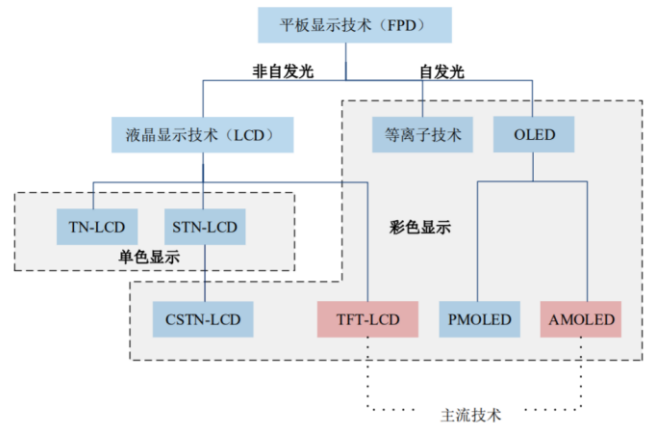 平板显示技术（FPD）
非自发光
自发光
液晶显示技术（LCD）
等离子技术
OLED
TN-LCD
STN-LCD
单色显示
彩色显示
CSTN-LCD
TFT-LCD
PMOLED
AMOLED
主流技术